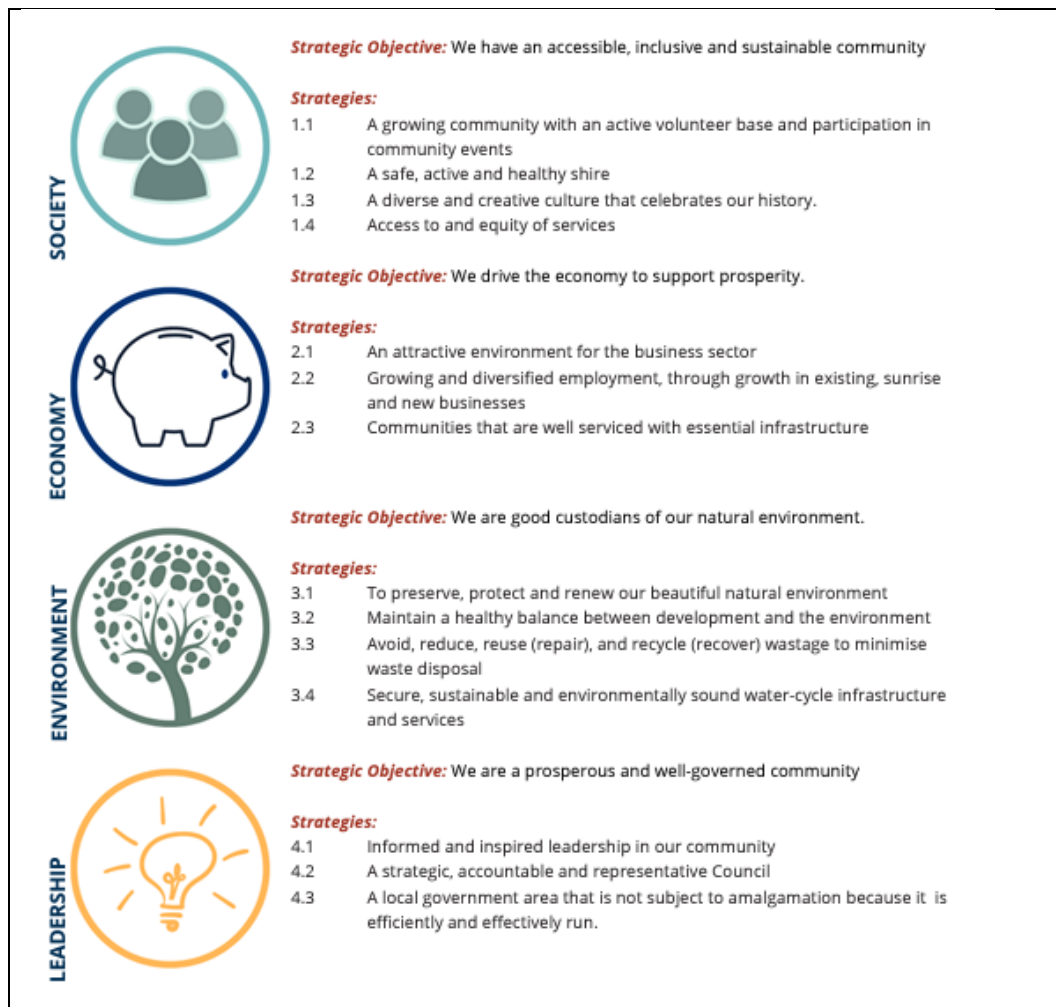 SOCIETY
Strategic Objective: We have an accessible, inclusive and sustainable community
Strategies:
1.1 A growing community with an active volunteer base and participation in
community events
1.2 A safe, active and healthy shire
1.3 A diverse and creative culture that celebrates our history.
1.4 Access to and equity of services
ECONOMY
Strategic Objective: We drive the economy to support prosperity.
Strategies:
2.1 An attractive environment for the business sector
2.2 Growing and diversified employment, through growth in existing, sunrise
and new businesses
2.3 Communities that are well serviced with essential infrastructure
ENVIRONMENT
Strategic Objective: We are good custodians of our natural environment.
Strategies:
3.1 To preserve, protect and renew our beautiful natural environment
3.2 Maintain a healthy balance between development and the environment
3.3 Avoid, reduce, reuse (repair), and recycle (recover) wastage to minimise
waste disposal
3.4 Secure, sustainable and environmentally sound water-cycle infrastructure
and services
LEADERSHIP
Strategic Objective: We are a prosperous and well-governed community
Strategies:
4.1 Informed and inspired leadership in our community
4.2 A strategic, accountable and representative Council
4.3 A local government area that is not subject to amalgamation because it is
efficiently and effectively run.